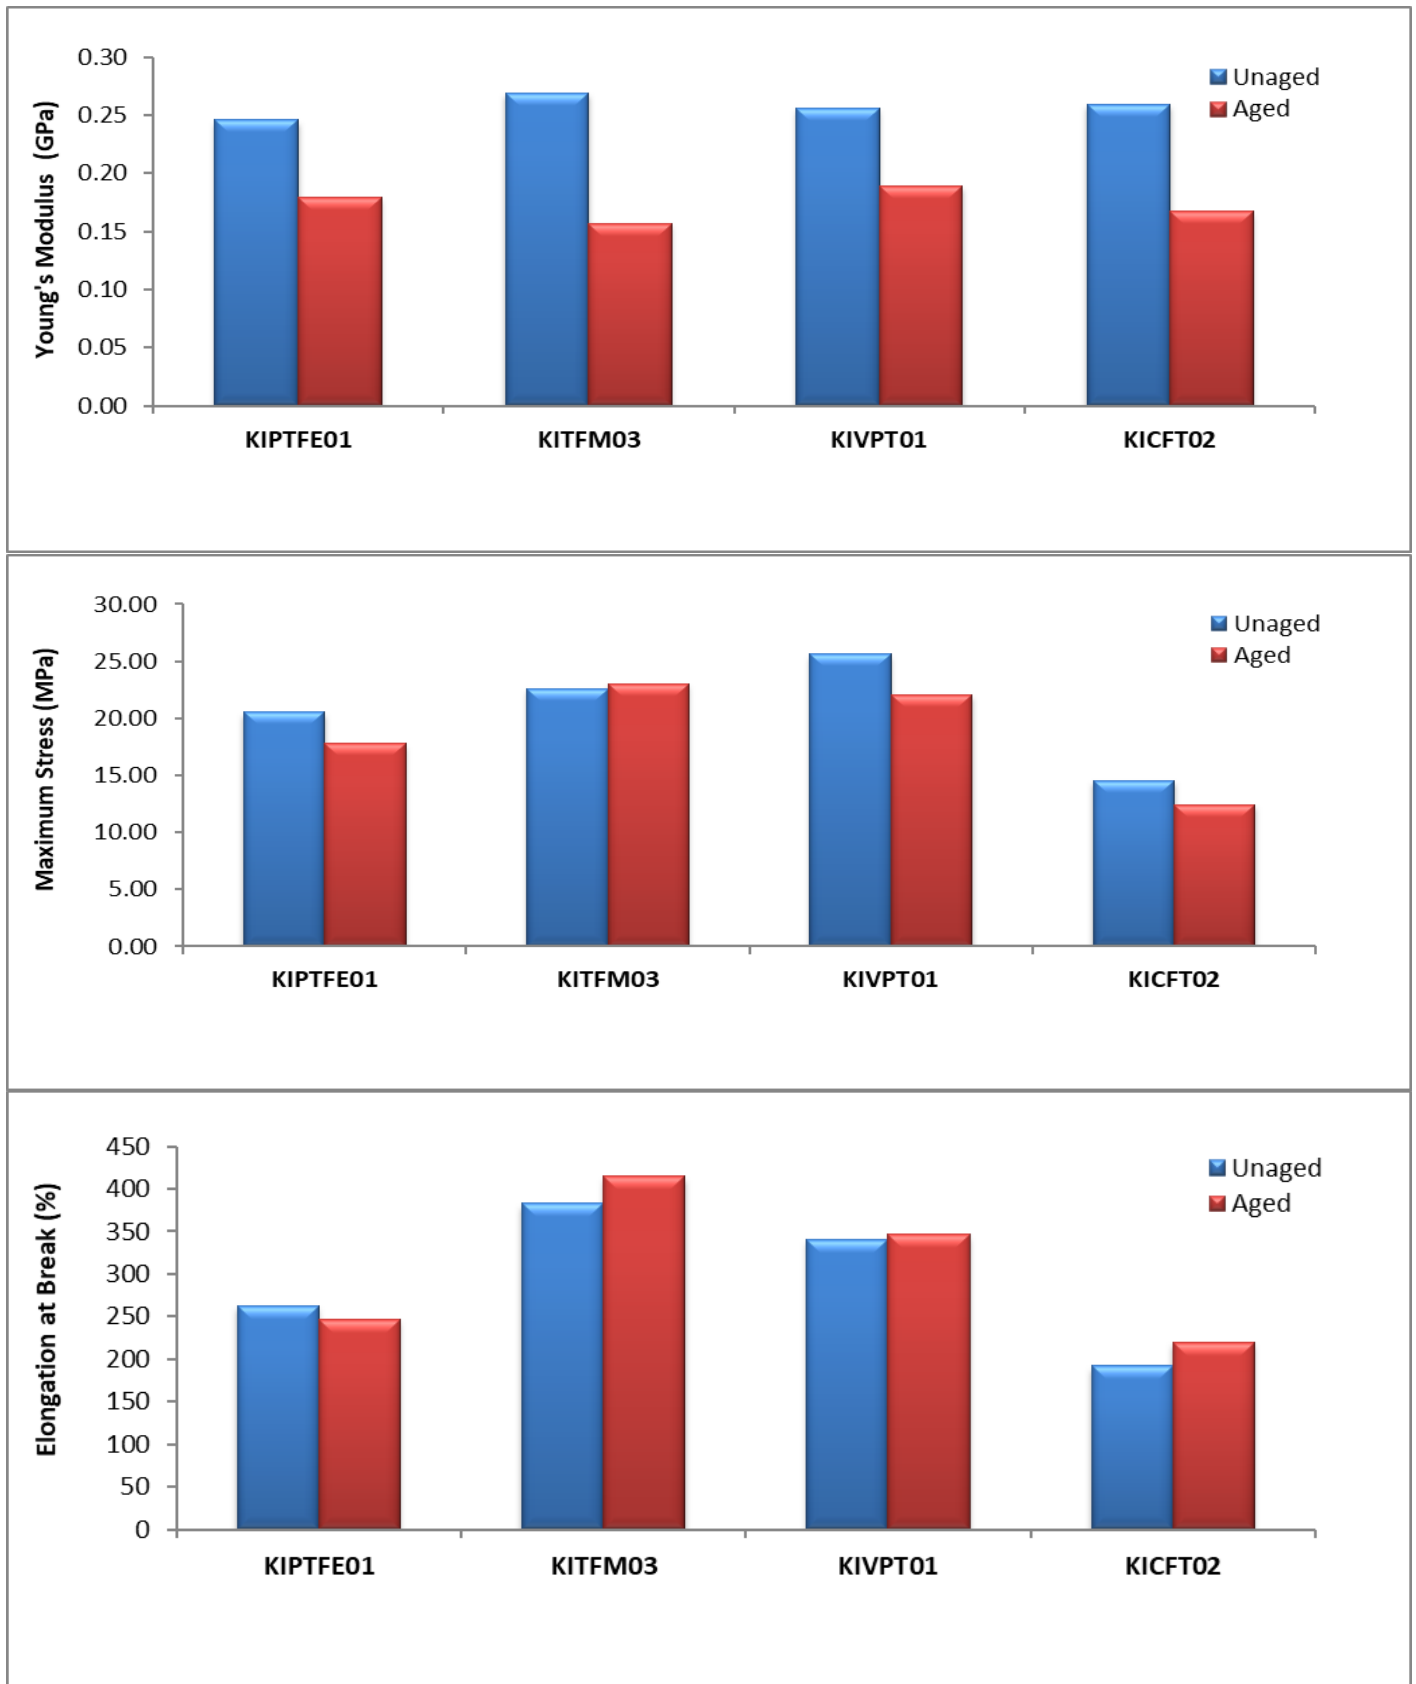 Young's Modulus (GPa)
0.30
0.25
0.20
0.15
0.10
0.05
0.00
Unaged
Aged
KIPTFE01 KITFM03 KIVPT01 KICFT02
Maximum Stress (MPa)
30.00
25.00
20.00
15.00
10.00
5.00
0.00
Unaged
Aged
KIPTFE01 KITFM03 KIVPT01 KICFT02
Elongation at Break (%)
450
400
350
300
250
200
150
100
50
0
Unaged
Aged
KIPTFE01 KITFM03 KIVPT01 KICFT02